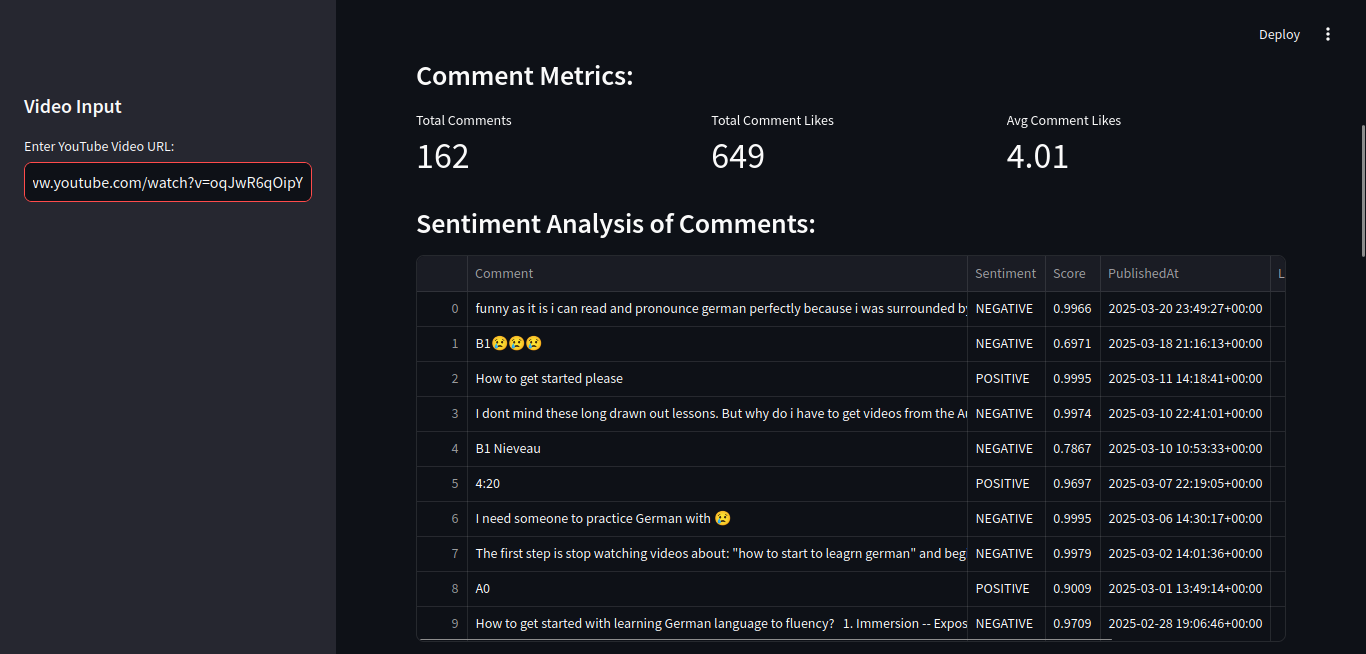 Deploy
Video Input
Enter YouTube Video URL:
vw.youtube.com/watch?v=oqJwR6qOipY
Comment Metrics:
Total Comments Total Comment Likes Avg Comment Likes
162 649 4.01
Sentiment Analysis of Comments:
Comment Sentiment Score PublishedAt L
0 funny as it is i can read and pronounce german perfectly because i was surrounded by NEGATIVE 0.9966 2025-03-20 23:49:27+00:00
1 B1😢😢😢 NEGATIVE 0.6971 2025-03-18 21:16:13+00:00
2 How to get started please POSITIVE 0.9995 2025-03-11 14:18:41+00:00
3 I dont mind these long drawn out lessons. But why do i have to get videos from the Au NEGATIVE 0.9974 2025-03-10 22:41:01+00:00
4 B1 Nieveau NEGATIVE 0.7867 2025-03-10 10:53:33+00:00
5 4:20 POSITIVE 0.9697 2025-03-07 22:19:05+00:00
6 I need someone to practice German with 😢 NEGATIVE 0.9995 2025-03-06 14:30:17+00:00
7 The first step is stop watching videos about: "how to start to leagrn german" and beg NEGATIVE 0.9979 2025-03-02 14:01:36+00:00
8 A0 POSITIVE 0.9009 2025-03-01 13:49:14+00:00
9 How to get started with learning German language to fluency? 1. Immersion -- Expos NEGATIVE 0.9709 2025-02-28 19:06:46+00:00